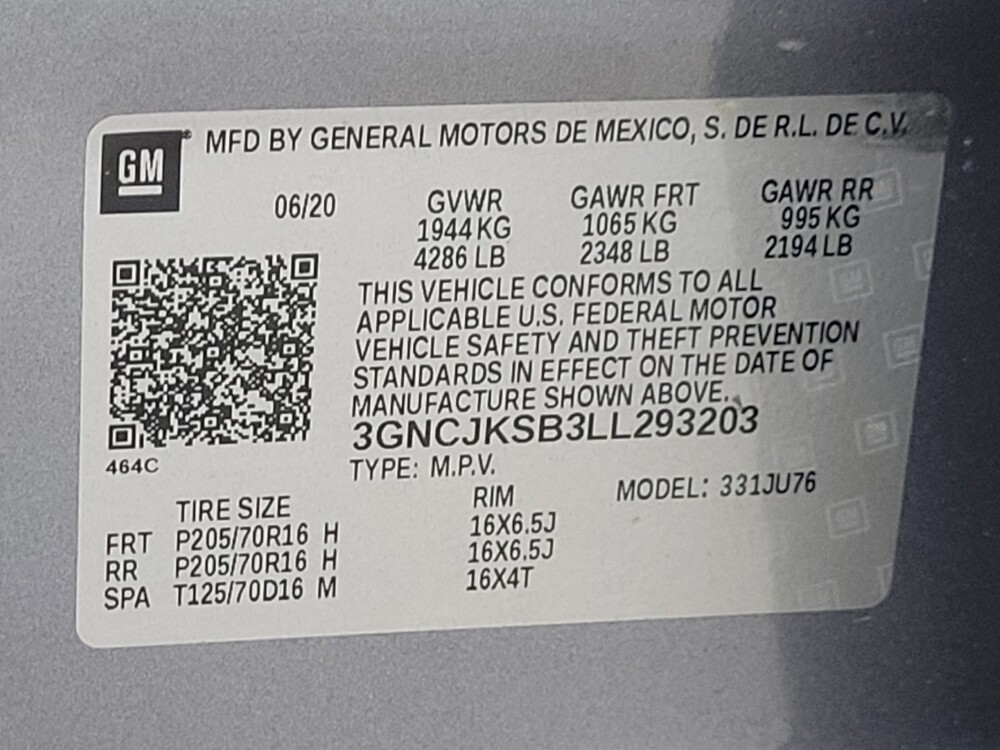 GM
MFD BY GENERAL MOTORS DE MEXICO, S. DE R.L. DE C.V.
06/20
GVWR GAWR FRT GAWR RR
1944 KG 1065 KG 995 KG
4286 LB 2348 LB 2194 LB
THIS VEHICLE CONFORMS TO ALL
APPLICABLE U.S. FEDERAL MOTOR
VEHICLE SAFETY AND THEFT PREVENTION
STANDARDS IN EFFECT ON THE DATE OF
MANUFACTURE SHOWN ABOVE.
3GNCJKSB3LL293203
464C
TYPE: M.P.V.
MODEL: 331JU76
TIRE SIZE RIM
FRT P205/70R16 H 16X6.5J
RR P205/70R16 H 16X6.5J
SPA T125/70D16 M 16X4T